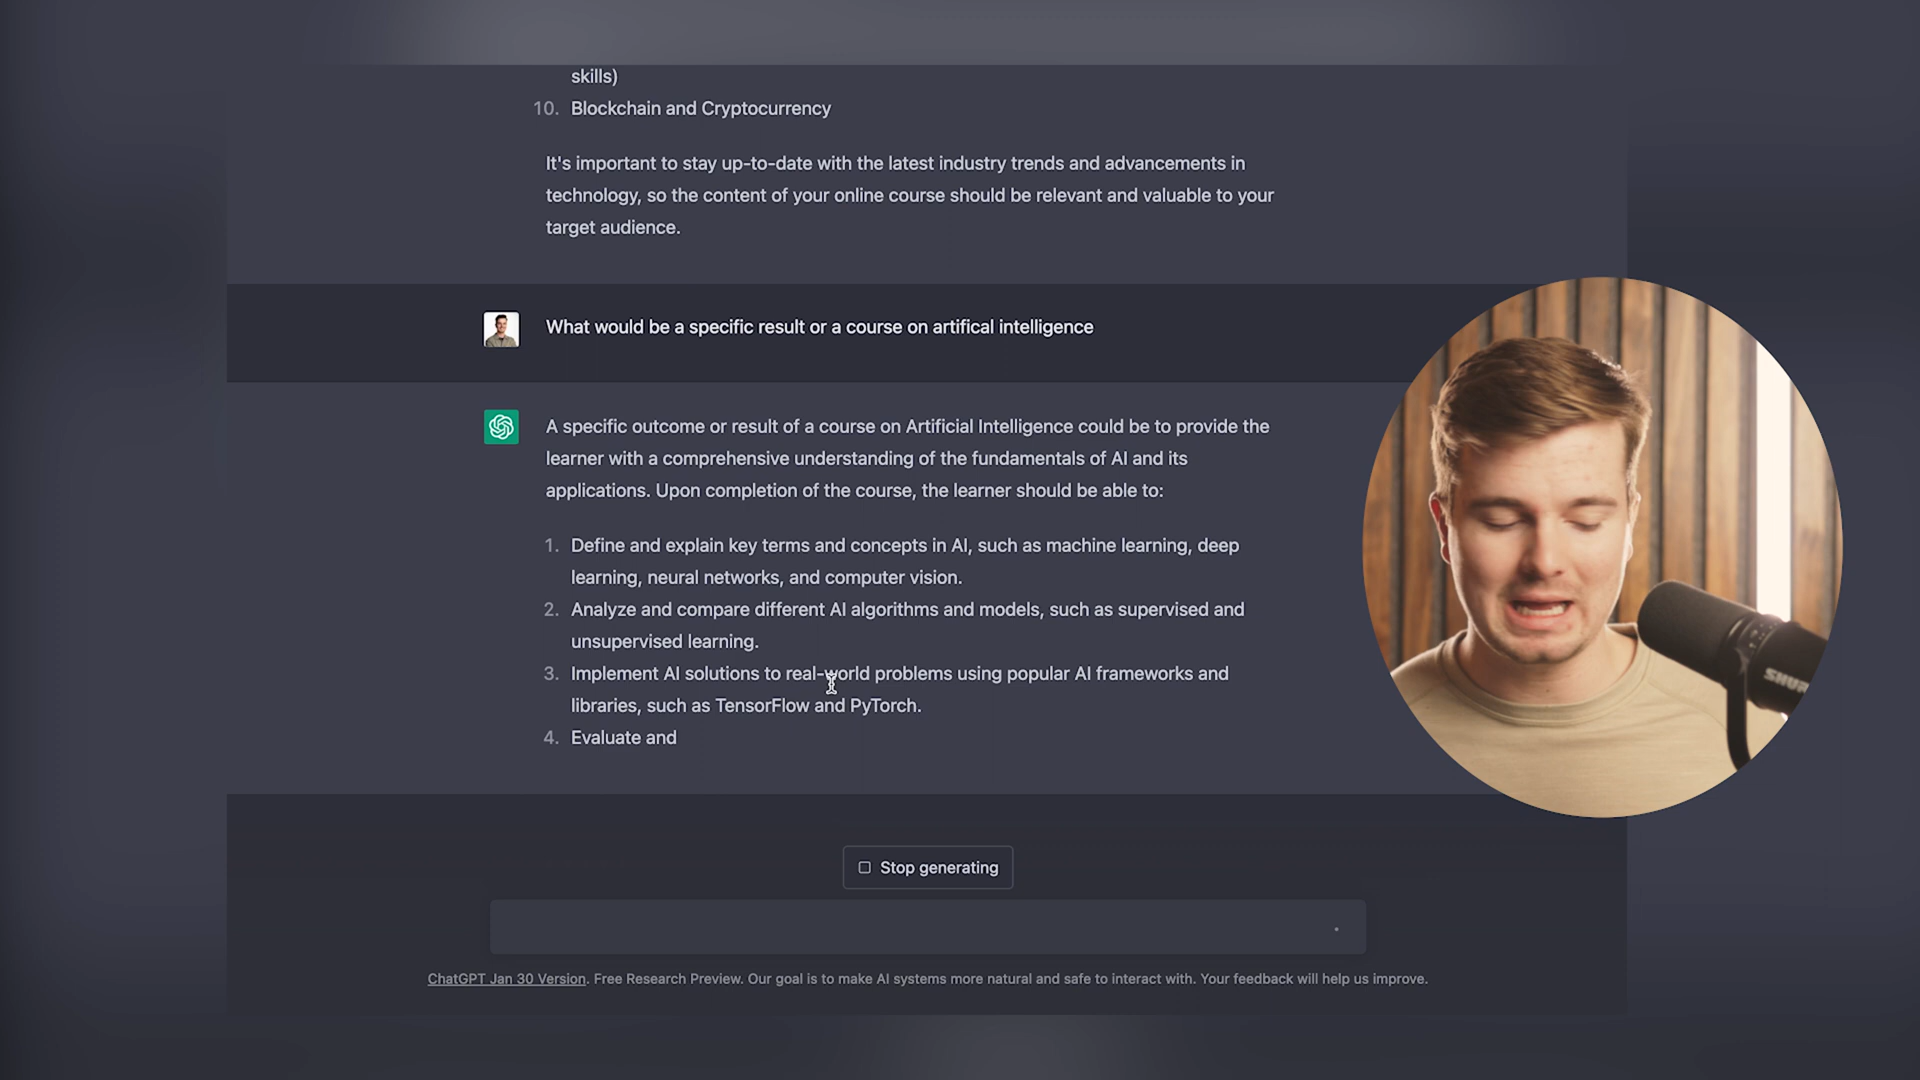 skills)
10. Blockchain and Cryptocurrency
It's important to stay up-to-date with the latest industry trends and advancements in
technology, so the content of your online course should be relevant and valuable to your
target audience.
What would be a specific result or a course on artifical intelligence
A specific outcome or result of a course on Artificial Intelligence could be to provide the
learner with a comprehensive understanding of the fundamentals of AI and its
applications. Upon completion of the course, the learner should be able to:
1. Define and explain key terms and concepts in AI, such as machine learning, deep
learning, neural networks, and computer vision.
2. Analyze and compare different AI algorithms and models, such as supervised and
unsupervised learning.
3. Implement AI solutions to real-world problems using popular AI frameworks and
libraries, such as TensorFlow and PyTorch.
4. Evaluate and
SHURE
Stop generating
ChatGPT Jan 30 Version. Free Research Preview. Our goal is to make AI systems more natural and safe to interact with. Your feedback will help us improve.